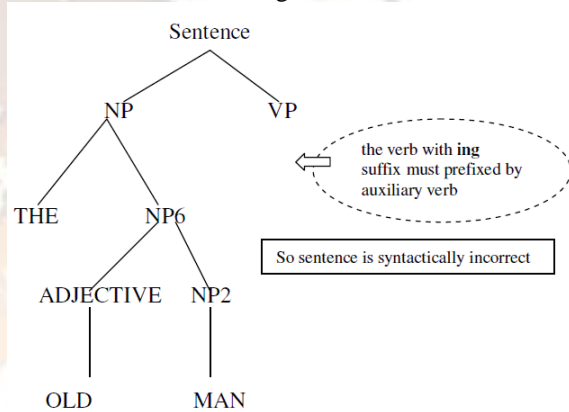 Sentence
NP VP
the verb with ing
suffix must prefixed by
auxiliary verb
THE NP6
So sentence is syntactically incorrect
ADJECTIVE NP2
OLD MAN